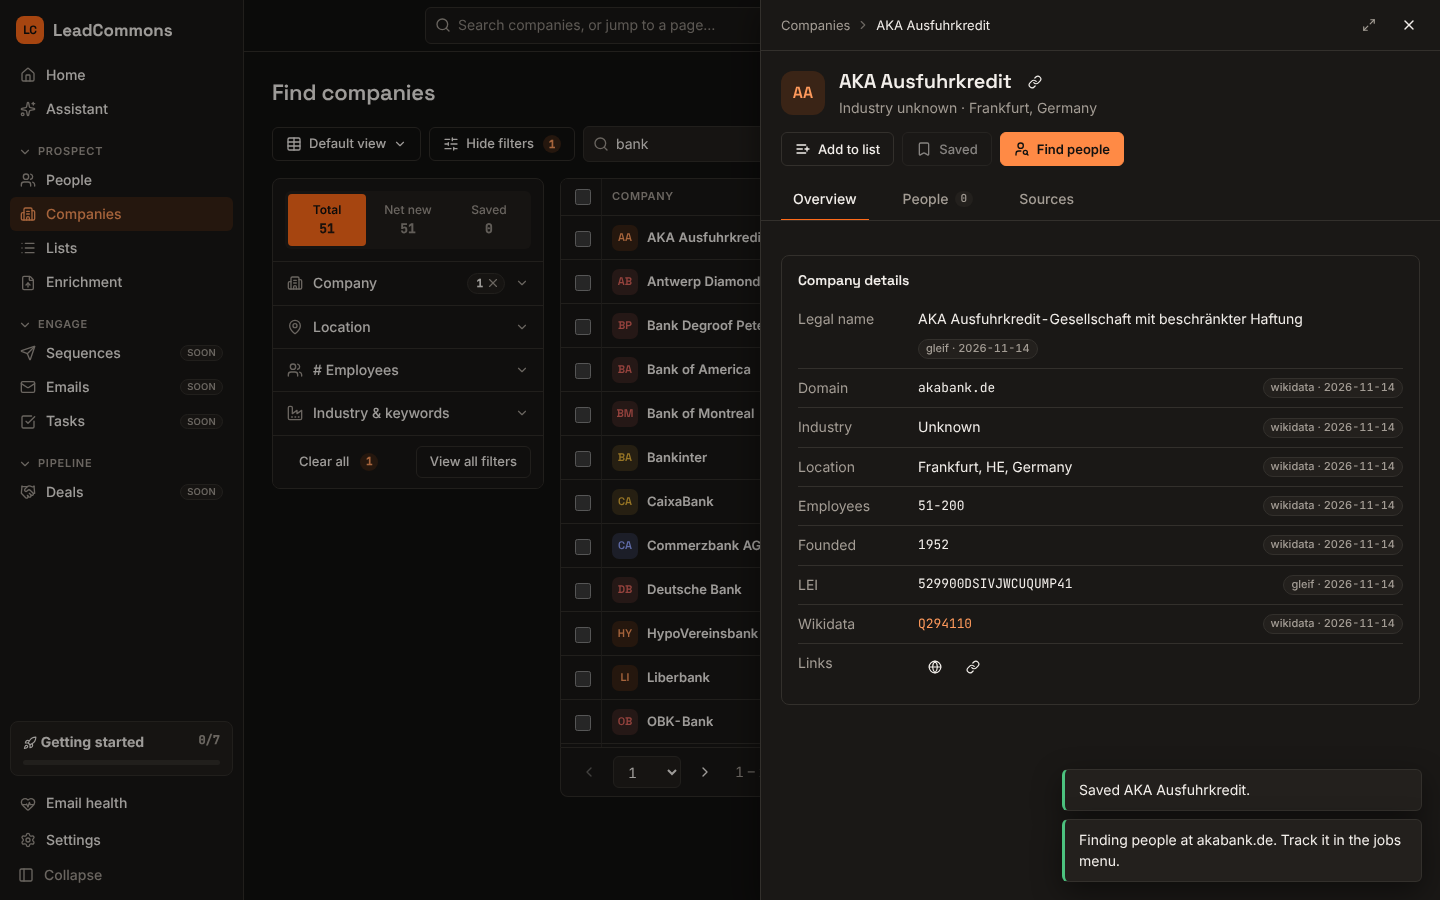 LC LeadCommons
Home
Assistant
PROSPECT
People
Companies
Lists
Enrichment
ENGAGE
Sequences SOON
Emails SOON
Tasks SOON
PIPELINE
Deals SOON
Getting started 0/7
Email health
Settings
Collapse
Search companies, or jump to a page...
Find companies
Default view
Hide filters 1
bank
Total 51
Net new 51
Saved 0
Company 1
Location
# Employees
Industry & keywords
Clear all 1
View all filters
COMPANY
AA AKA Ausfuhrkredi
AB Antwerp Diamond
BP Bank Degroof Pete
BA Bank of America
BM Bank of Montreal
BA Bankinter
CA CaixaBank
CA Commerzbank AG
DB Deutsche Bank
HY HypoVereinsbank
LI Liberbank
OB OBK-Bank
1
1 –
Companies > AKA Ausfuhrkredit
AA
AKA Ausfuhrkredit
Industry unknown · Frankfurt, Germany
Add to list
Saved
Find people
Overview
People 0
Sources
Company details
Legal name AKA Ausfuhrkredit-Gesellschaft mit beschränkter Haftung
gleif · 2026-11-14
Domain akabank.de wikidata · 2026-11-14
Industry Unknown wikidata · 2026-11-14
Location Frankfurt, HE, Germany wikidata · 2026-11-14
Employees 51-200 wikidata · 2026-11-14
Founded 1952 wikidata · 2026-11-14
LEI 529900DSIVJWCUQUMP41 gleif · 2026-11-14
Wikidata Q294110 wikidata · 2026-11-14
Links
Saved AKA Ausfuhrkredit.
Finding people at akabank.de. Track it in the jobs
menu.